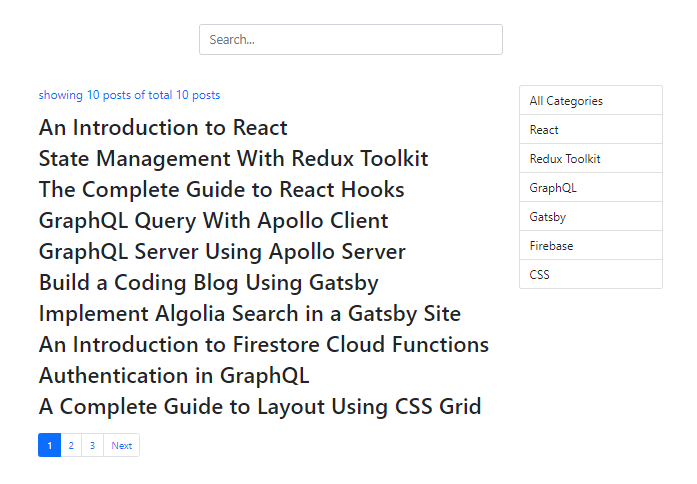 Search...
showing 10 posts of total 10 posts
An Introduction to React
State Management With Redux Toolkit
The Complete Guide to React Hooks
GraphQL Query With Apollo Client
GraphQL Server Using Apollo Server
Build a Coding Blog Using Gatsby
Implement Algolia Search in a Gatsby Site
An Introduction to Firestore Cloud Functions
Authentication in GraphQL
A Complete Guide to Layout Using CSS Grid
1 2 3 Next
All Categories
React
Redux Toolkit
GraphQL
Gatsby
Firebase
CSS